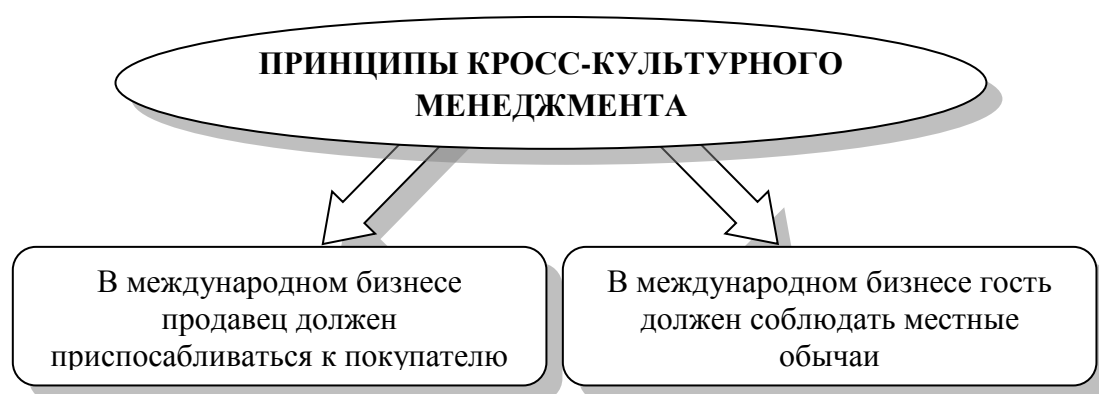 ПРИНЦИПЫ КРОСС-КУЛЬТУРНОГО
МЕНЕДЖМЕНТА
В международном бизнесе
продавец должен
приспосабливаться к покупателю
В международном бизнесе гость
должен соблюдать местные
обычаи